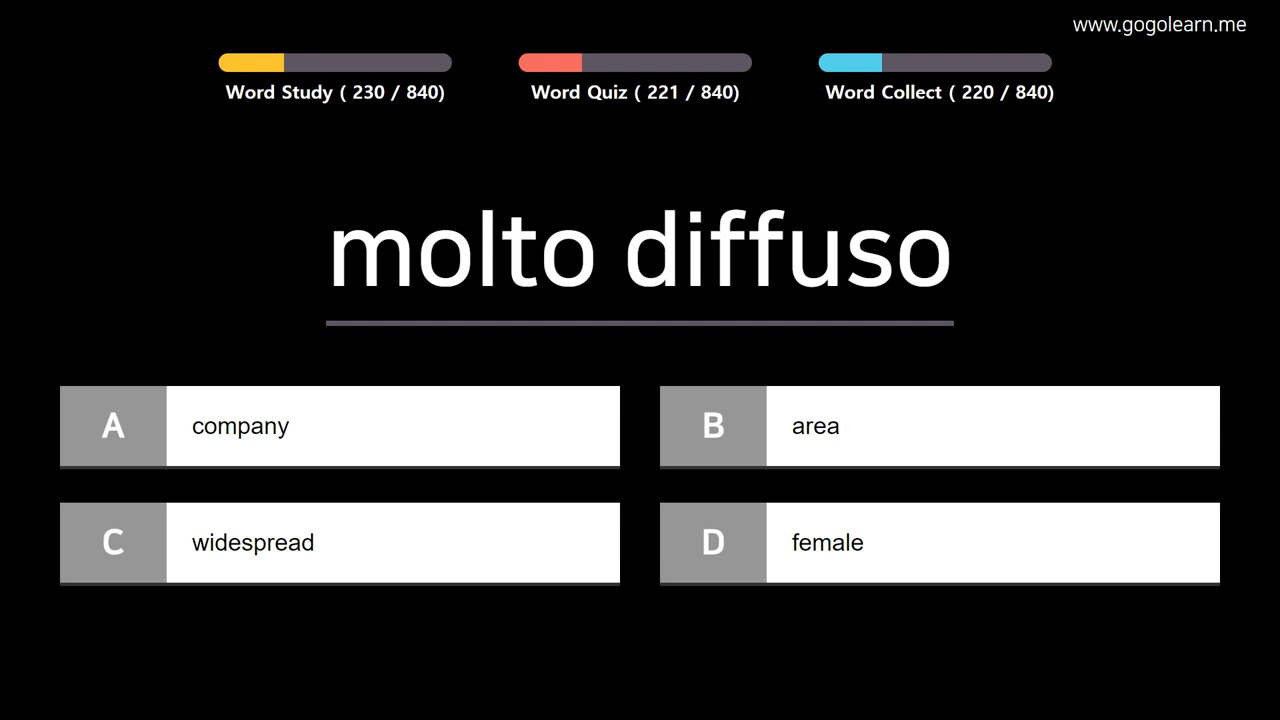 www.gogolearn.me
Word Study ( 230 / 840)
Word Quiz ( 221 / 840)
Word Collect ( 220 / 840)
molto diffuso
A company
B area
C widespread
D female